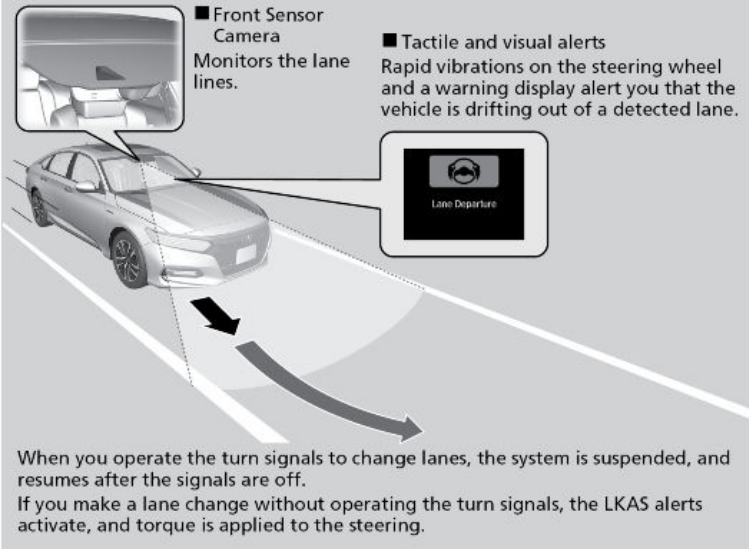 ■ Front Sensor
Camera
Monitors the lane
lines.
■ Tactile and visual alerts
Rapid vibrations on the steering wheel
and a warning display alert you that the
vehicle is drifting out of a detected lane.
Lane Departure
When you operate the turn signals to change lanes, the system is suspended, and
resumes after the signals are off.
If you make a lane change without operating the turn signals, the LKAS alerts
activate, and torque is applied to the steering.